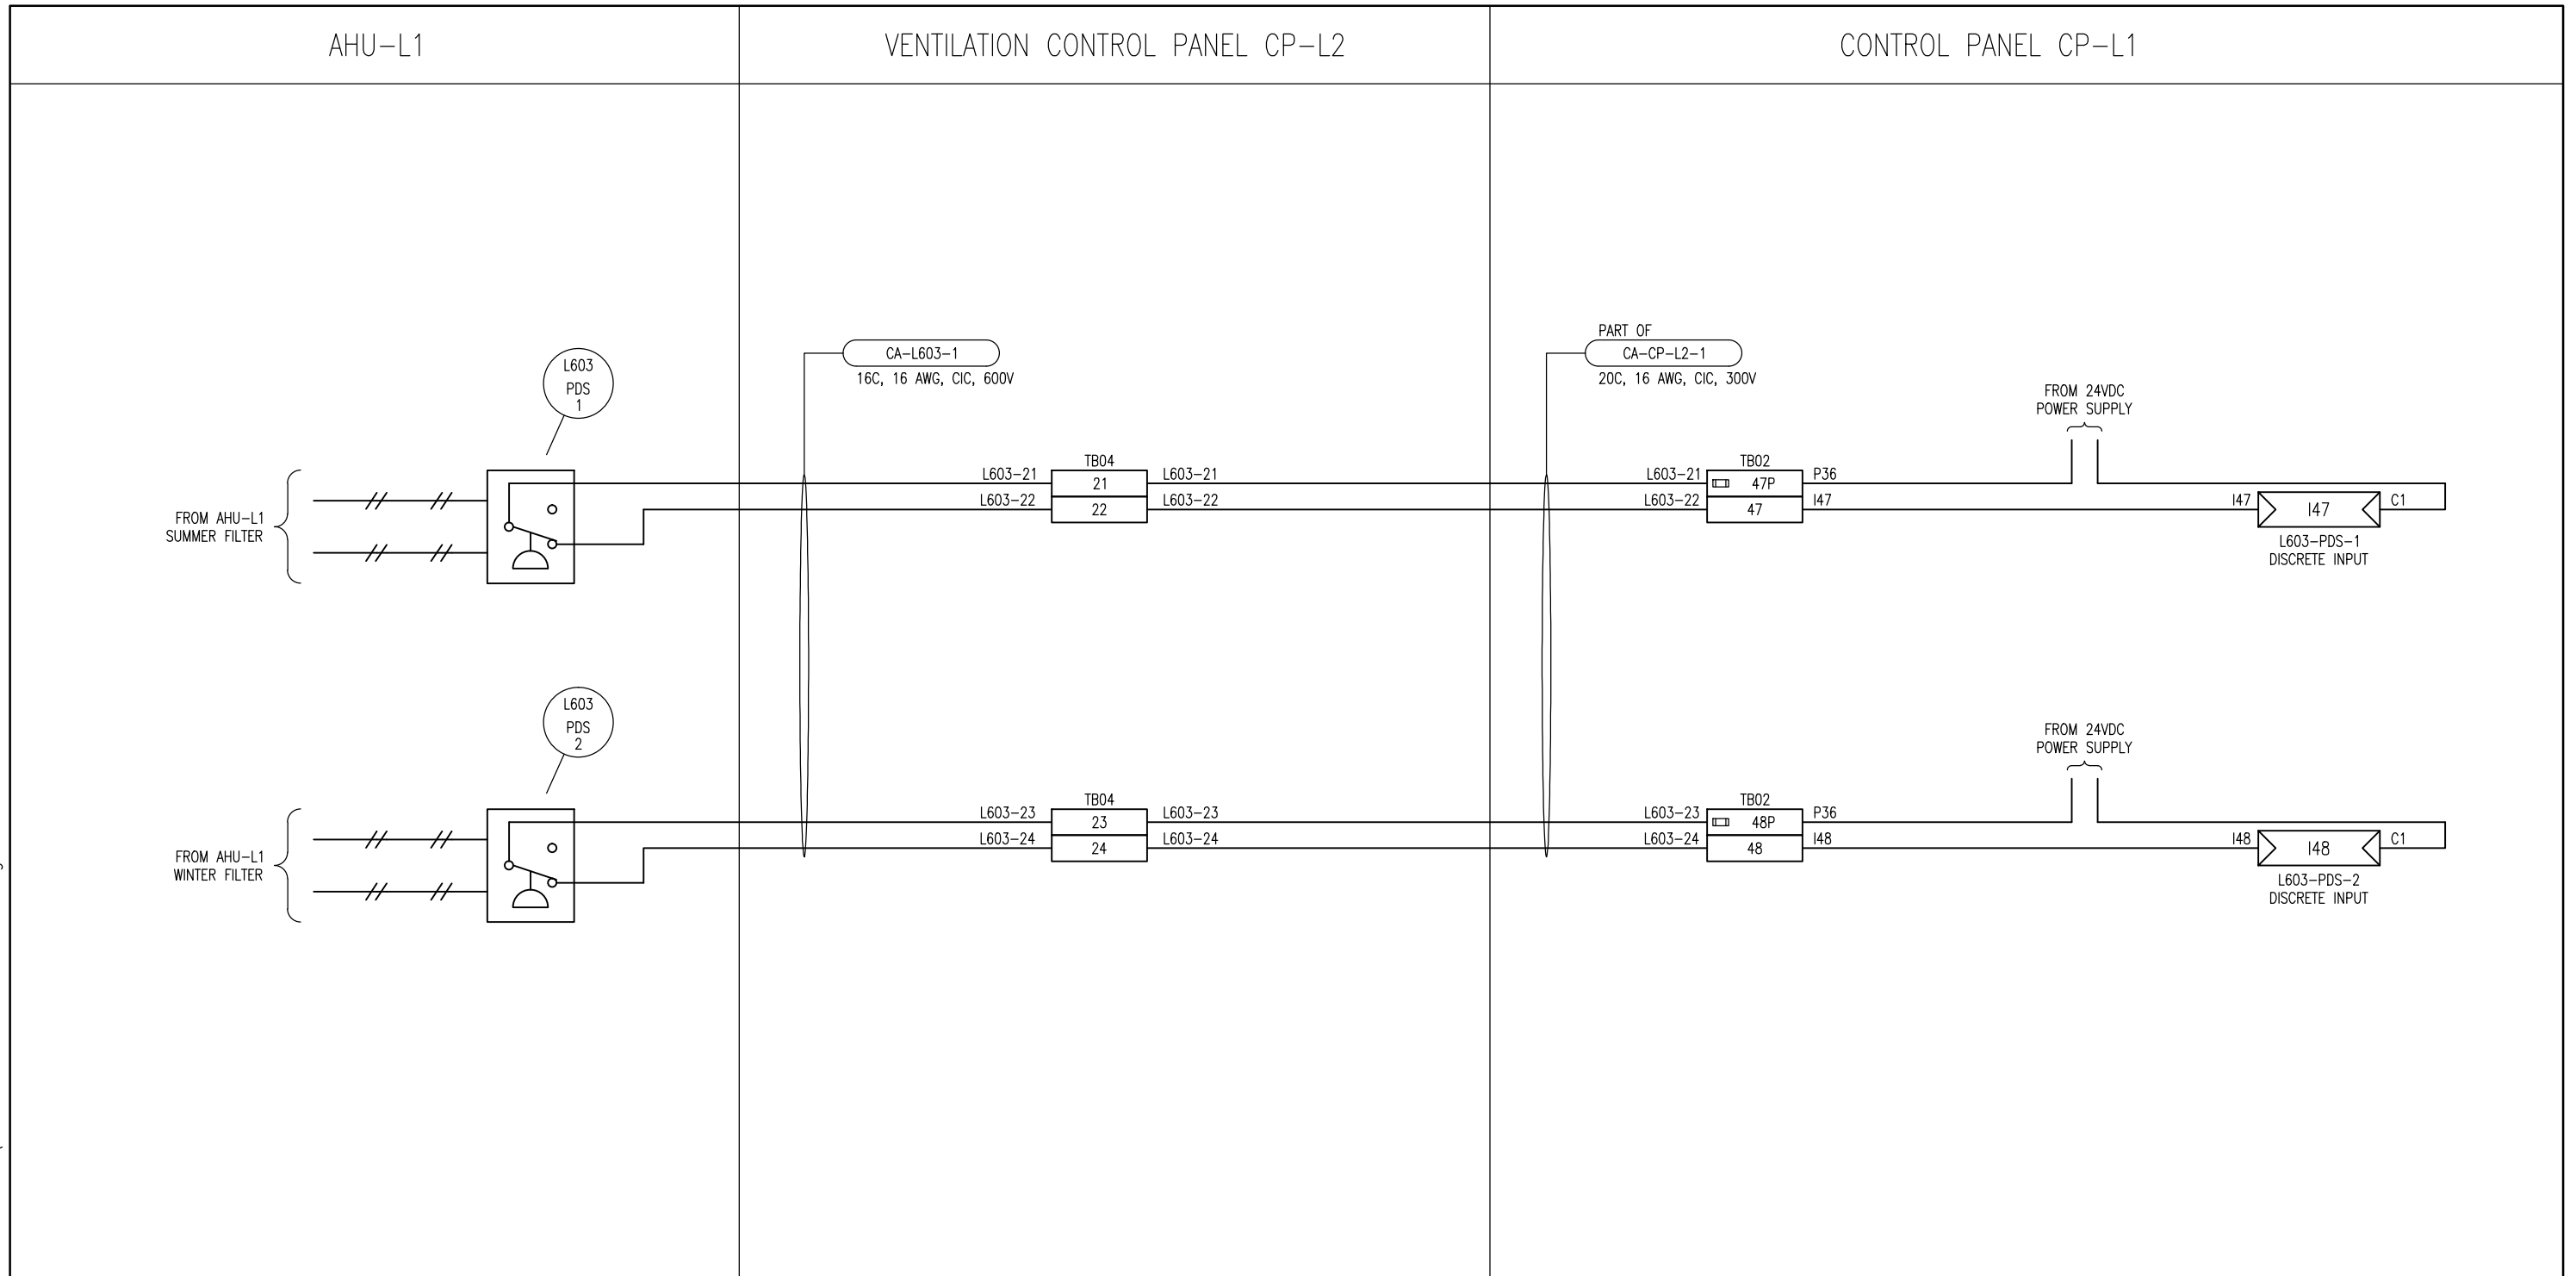 AHU-L1
VENTILATION CONTROL PANEL CP-L2
CONTROL PANEL CP-L1
L603
PDS
1
CA-L603-1
16C, 16 AWG, CIC, 600V
PART OF
CA-CP-L2-1
20C, 16 AWG, CIC, 300V
FROM 24VDC
POWER SUPPLY
FROM AHU-L1
SUMMER FILTER
TB04
L603-21 21 L603-21
L603-22 22 L603-22
TB02
L603-21 47P P36
L603-22 47 I47
I47 I47 C1
L603-PDS-1
DISCRETE INPUT
L603
PDS
2
FROM 24VDC
POWER SUPPLY
FROM AHU-L1
WINTER FILTER
TB04
L603-23 23 L603-23
L603-24 24 L603-24
TB02
L603-23 48P P36
L603-24 48 I48
I48 I48 C1
L603-PDS-2
DISCRETE INPUT